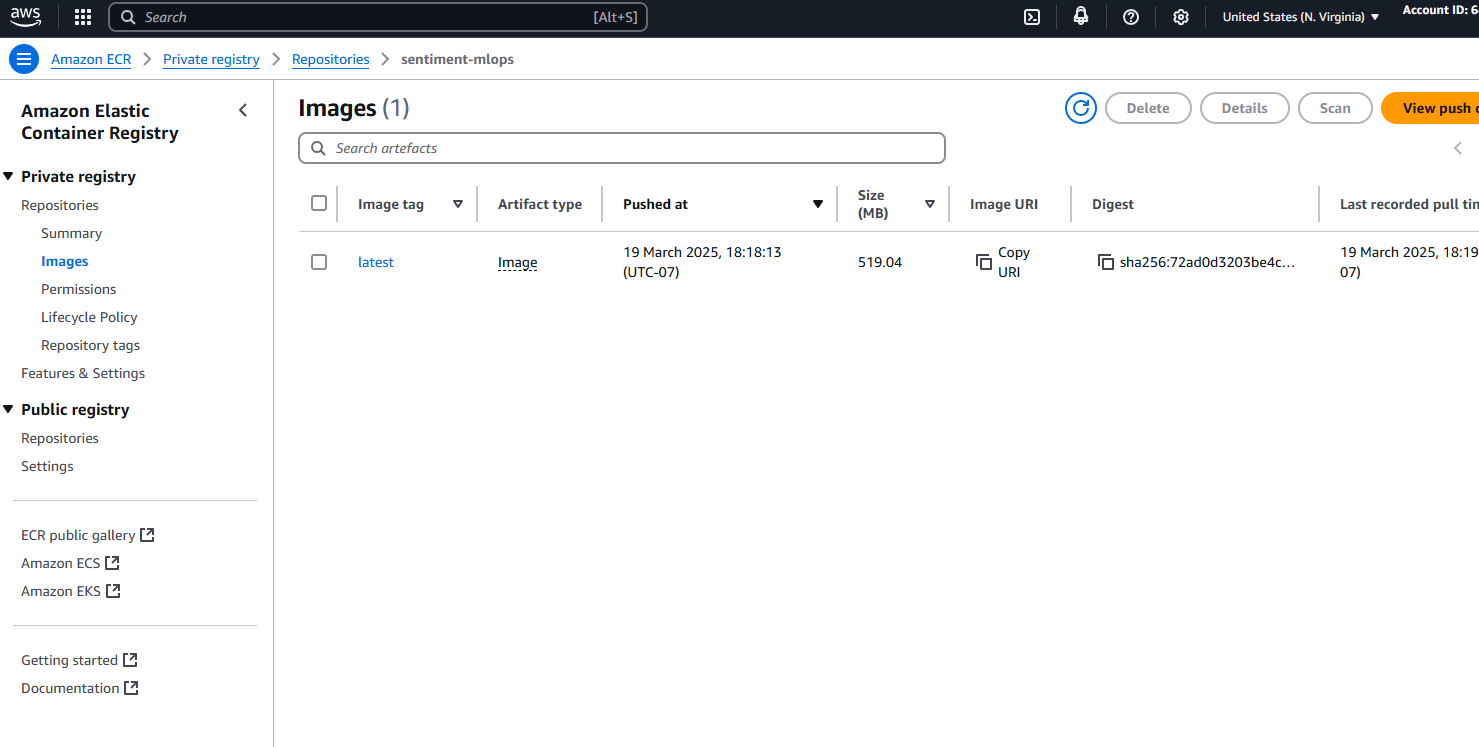 aws
Search
[Alt+S]
United States (N. Virginia)
Account ID: 6
Amazon ECR
Private registry
Repositories
sentiment-mlops
Amazon Elastic
Container Registry
Private registry
Repositories
Summary
Images
Permissions
Lifecycle Policy
Repository tags
Features & Settings
Public registry
Repositories
Settings
ECR public gallery
Amazon ECS
Amazon EKS
Getting started
Documentation
Images (1)
Delete
Details
Scan
View push
Search artefacts
Image tag
Artifact type
Pushed at
Size
(MB)
Image URI
Digest
Last recorded pull
latest
Image
19 March 2025, 18:18:13
(UTC-07)
519.04
Copy
URI
sha256:72ad0d3203be4c...
19 March 2025, 18:19
07)